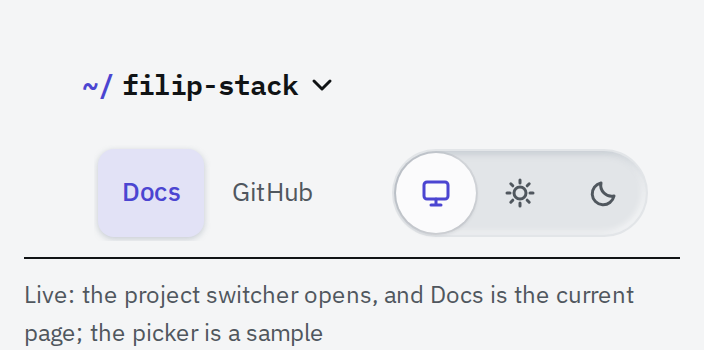 ~/ filip-stack
Docs GitHub
Live: the project switcher opens, and Docs is the current
page; the picker is a sample